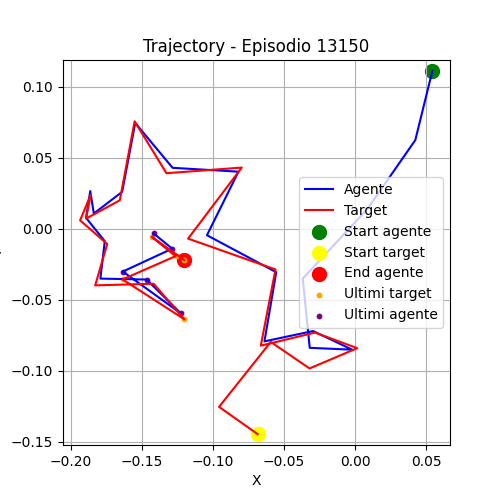 Trajectory - Episodio 13150
0.10
0.05
0.00
−0.05
−0.10
−0.15
Agente
Target
Start agente
Start target
End agente
Ultimi target
Ultimi agente
−0.20
−0.15
−0.10
−0.05
0.00
0.05
X